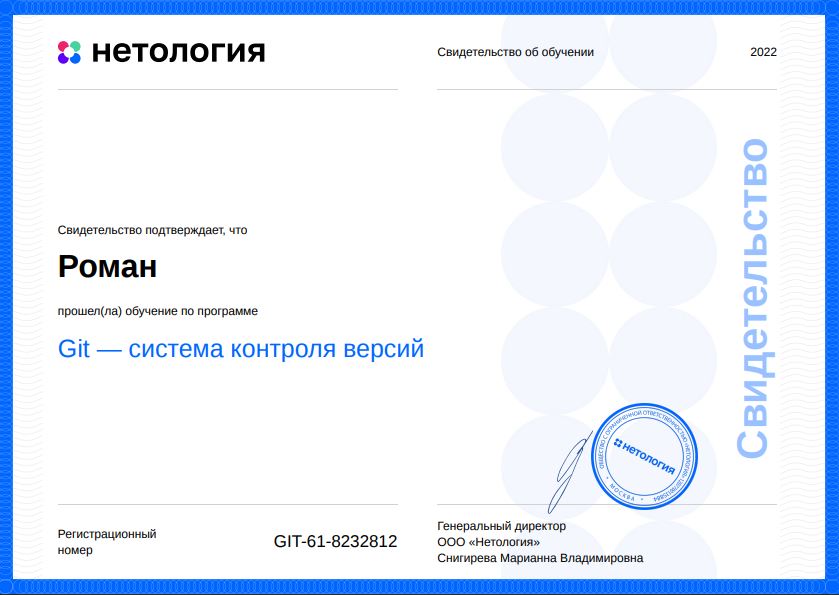 нетология
Свидетельство об обучении
2022
Свидетельство подтверждает, что
Роман
прошел(ла) обучение по программе
Git — система контроля версий
Свидетельство
ОБЩЕСТВО С ОГРАНИЧЕННОЙ ОТВЕТСТВЕННОСТЬЮ «НЕТОЛОГИЯ»
МОСКВА
нетология
Регистрационный
номер
GIT-61-8232812
Генеральный директор
ООО «Нетология»
Снигирева Марианна Владимировна